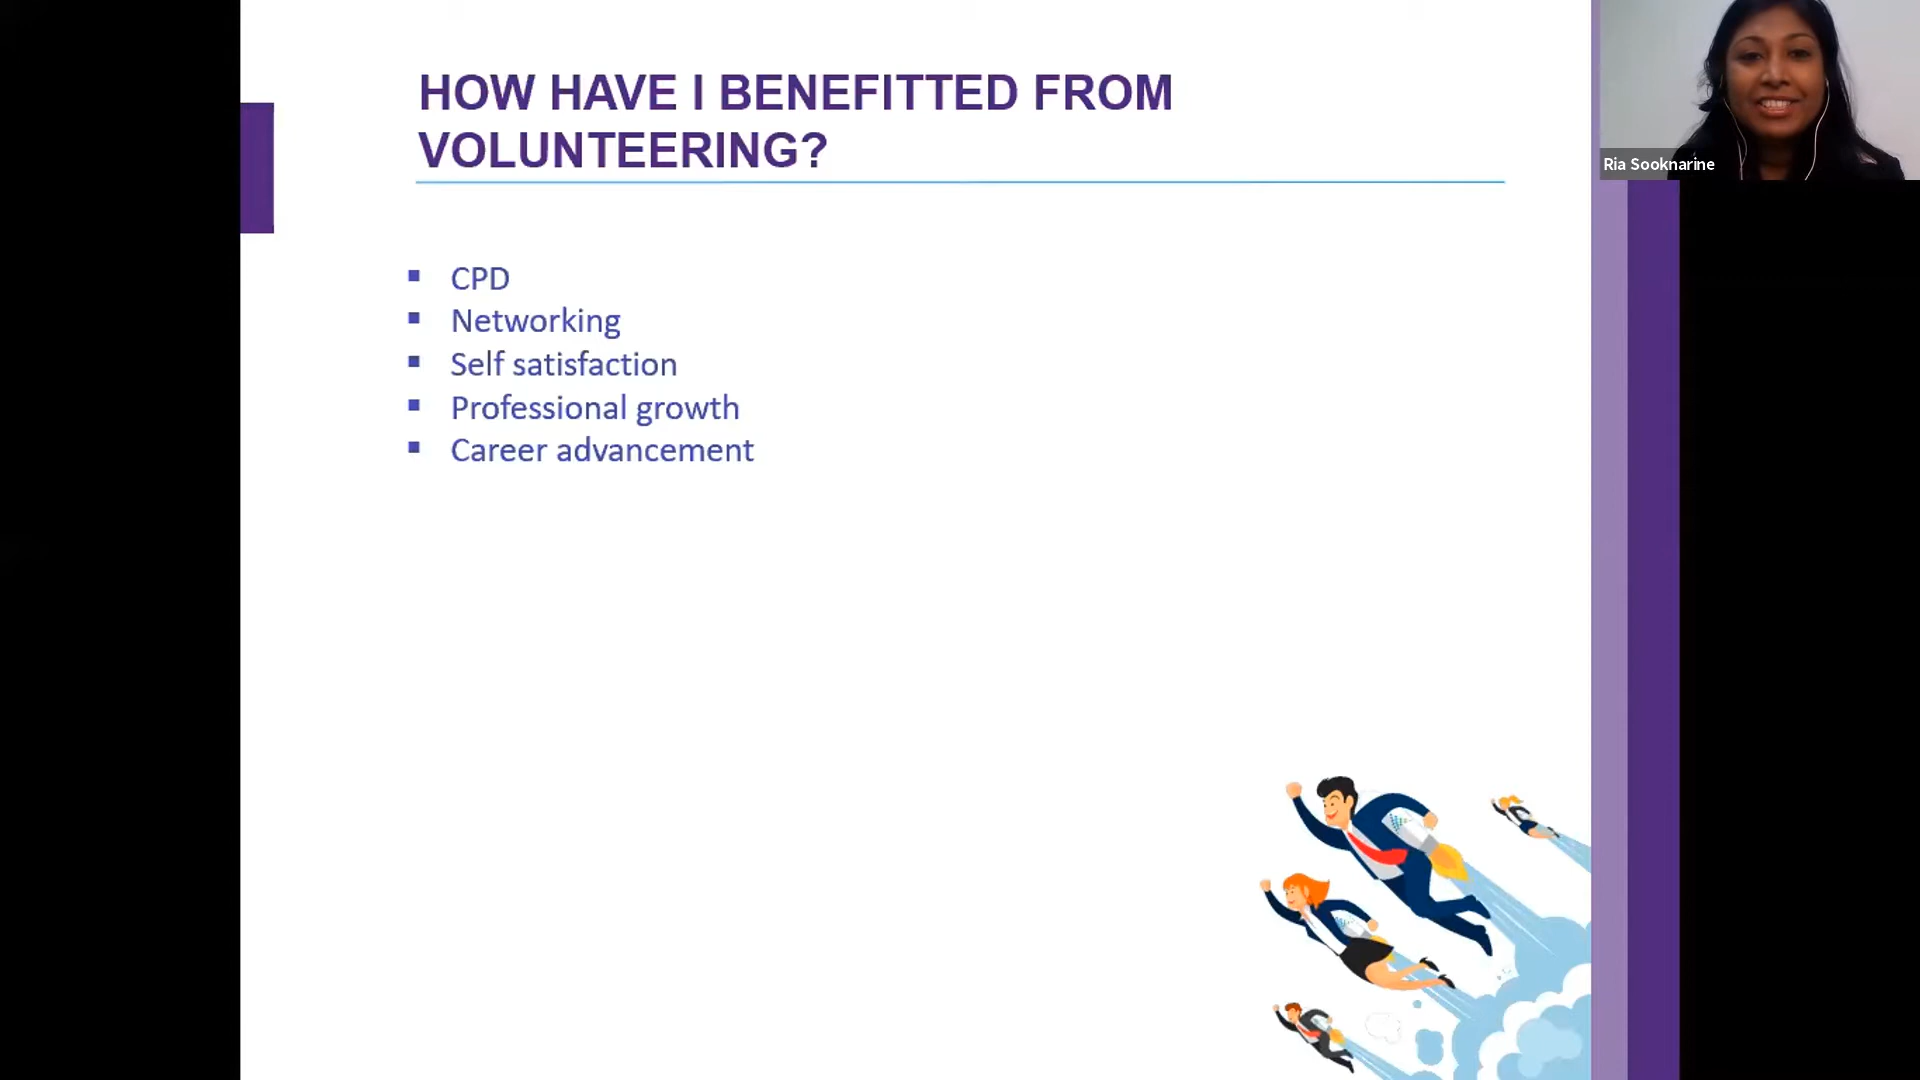 HOW HAVE I BENEFITTED FROM
VOLUNTEERING?
Ria Sooknarine
▪ CPD
▪ Networking
▪ Self satisfaction
▪ Professional growth
▪ Career advancement